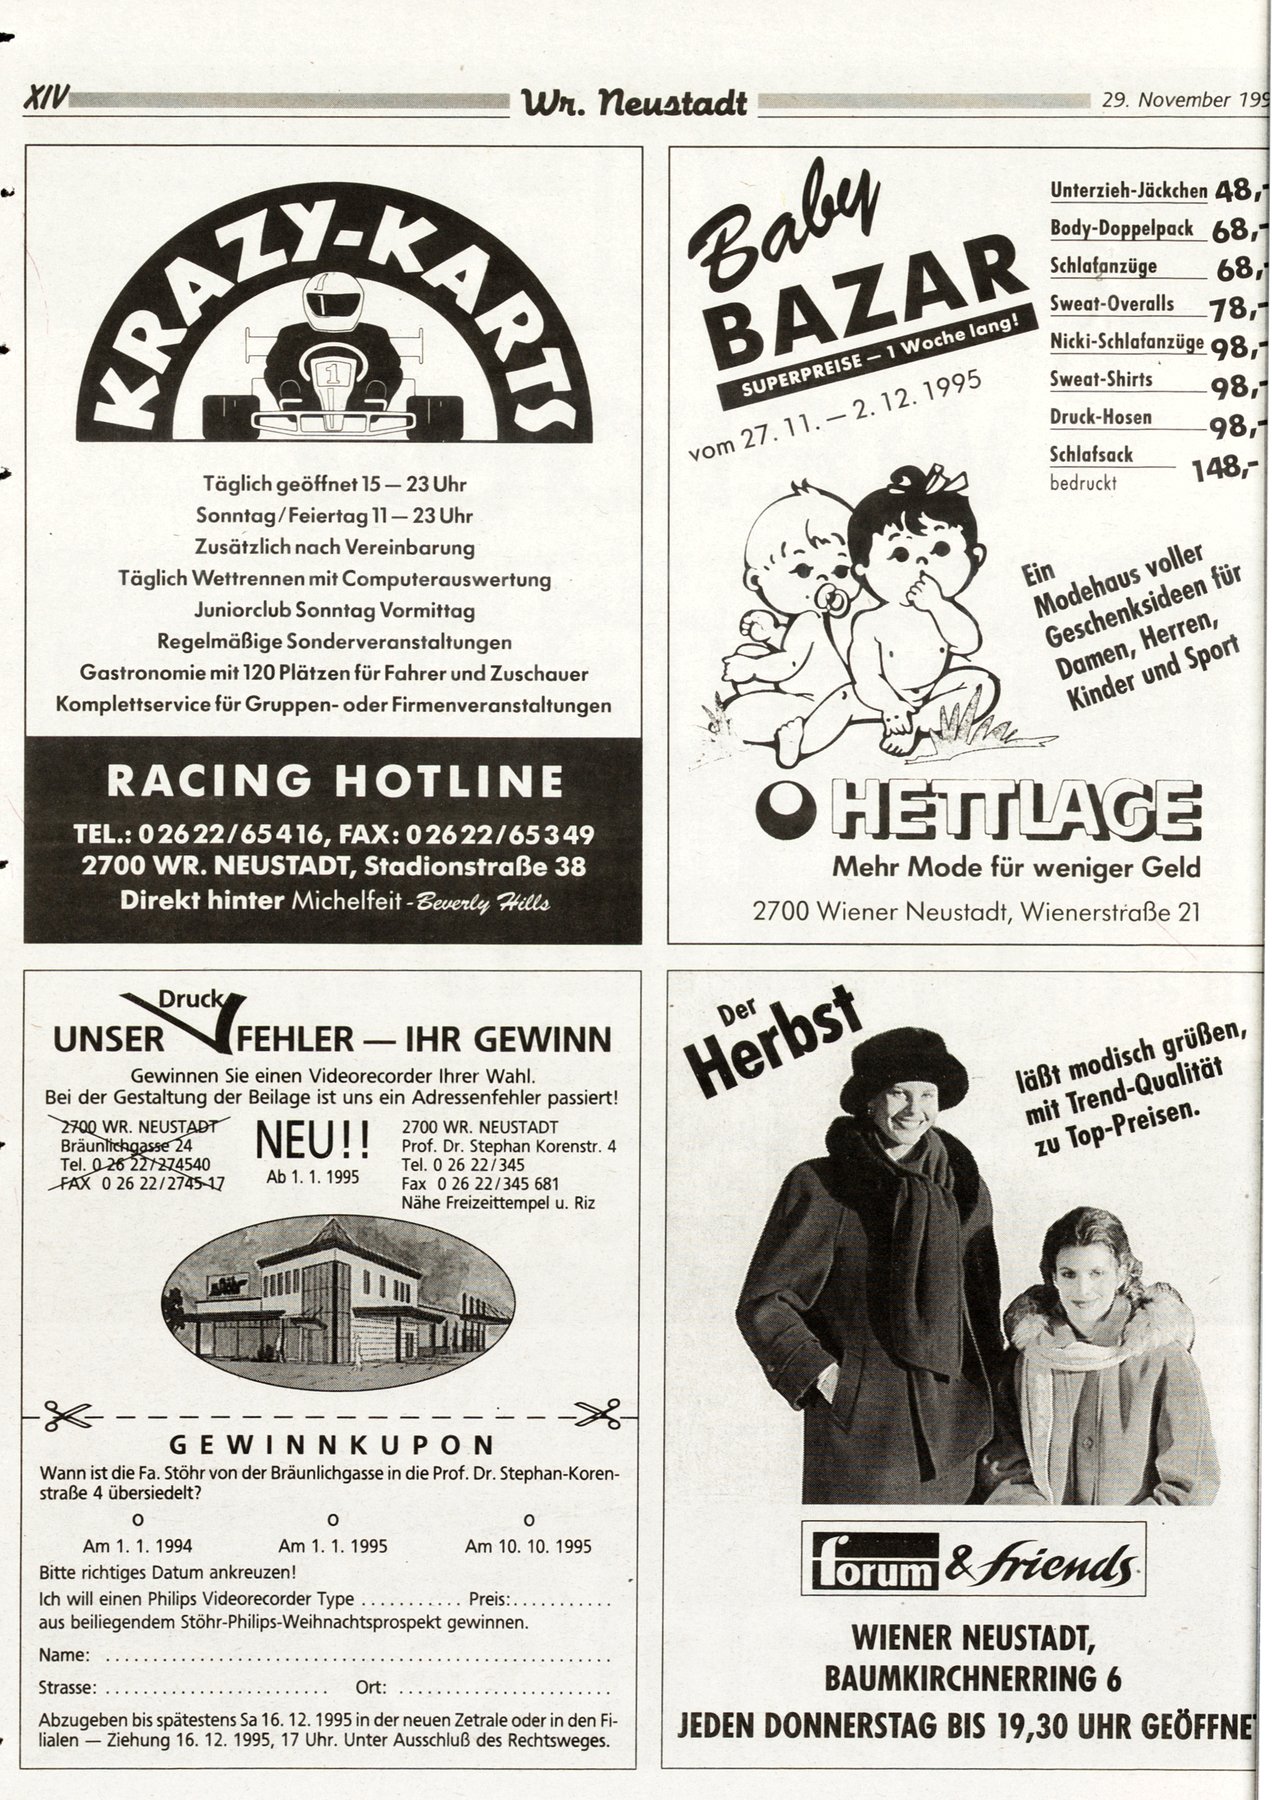 XIV
Wr. Neustadt
29. November 199
KRAZY-KARTS
1
Täglich geöffnet 15 — 23 Uhr
Sonntag/Feiertag 11 — 23 Uhr
Zusätzlich nach Vereinbarung
Täglich Wettrennen mit Computerauswertung
Juniorclub Sonntag Vormittag
Regelmäßige Sonderveranstaltungen
Gastronomie mit 120 Plätzen für Fahrer und Zuschauer
Komplettservice für Gruppen- oder Firmenveranstaltungen
RACING HOTLINE
TEL.: 0 26 22/65 416, FAX: 0 26 22/65 3 49
2700 WR. NEUSTADT, Stadionstraße 38
Direkt hinter Michelfeit - Beverly Hills
Baby
BAZAR
SUPERPREISE — 1 Woche lang!
vom 27. 11. — 2. 12. 1995
Unterzieh-Jäckchen 48,-
Body-Doppelpack 68,-
Schlafanzüge 68,-
Sweat-Overalls 78,-
Nicki-Schlafanzüge 98,-
Sweat-Shirts 98,-
Druck-Hosen 98,-
Schlafsack 148,-
bedruckt
Ein
Modehaus voller
Geschenksideen für
Damen, Herren,
Kinder und Sport
HETTLAGE
Mehr Mode für weniger Geld
2700 Wiener Neustadt, Wienerstraße 21
Druck
UNSER FEHLER — IHR GEWINN
Gewinnen Sie einen Videorecorder Ihrer Wahl.
Bei der Gestaltung der Beilage ist uns ein Adressenfehler passiert!
2700 WR. NEUSTADT
Bräunlichgasse 24
Tel. 0 26 22/274540
FAX 0 26 22/2745-17
NEU!!
Ab 1. 1. 1995
2700 WR. NEUSTADT
Prof. Dr. Stephan Korenstr. 4
Tel. 0 26 22/345
Fax 0 26 22/345 681
Nähe Freizeittempel u. Riz
GEWINNKUPON
Wann ist die Fa. Stöhr von der Bräunlichgasse in die Prof. Dr. Stephan-Koren-
straße 4 übersiedelt?
O O O
Am 1. 1. 1994 Am 1. 1. 1995 Am 10. 10. 1995
Bitte richtiges Datum ankreuzen!
Ich will einen Philips Videorecorder Type . . . . . . . . . . . Preis: . . . . . . . . . . .
aus beiliegendem Stöhr-Philips-Weihnachtsprospekt gewinnen.
Name: . . . . . . . . . . . . . . . . . . . . . . . . . . . . . . . . . . . . . . . . . . . . . . . . . . . . . .
Strasse: . . . . . . . . . . . . . . . . . . . . . . . . Ort: . . . . . . . . . . . . . . . . . . . . . . .
Abzugeben bis spätestens Sa 16. 12. 1995 in der neuen Zetrale oder in den Fi-
lialen — Ziehung 16. 12. 1995, 17 Uhr. Unter Ausschluß des Rechtsweges.
Der
Herbst
läßt modisch grüßen,
mit Trend-Qualität
zu Top-Preisen.
forum & friends
WIENER NEUSTADT,
BAUMKIRCHNERRING 6
JEDEN DONNERSTAG BIS 19,30 UHR GEÖFFNET